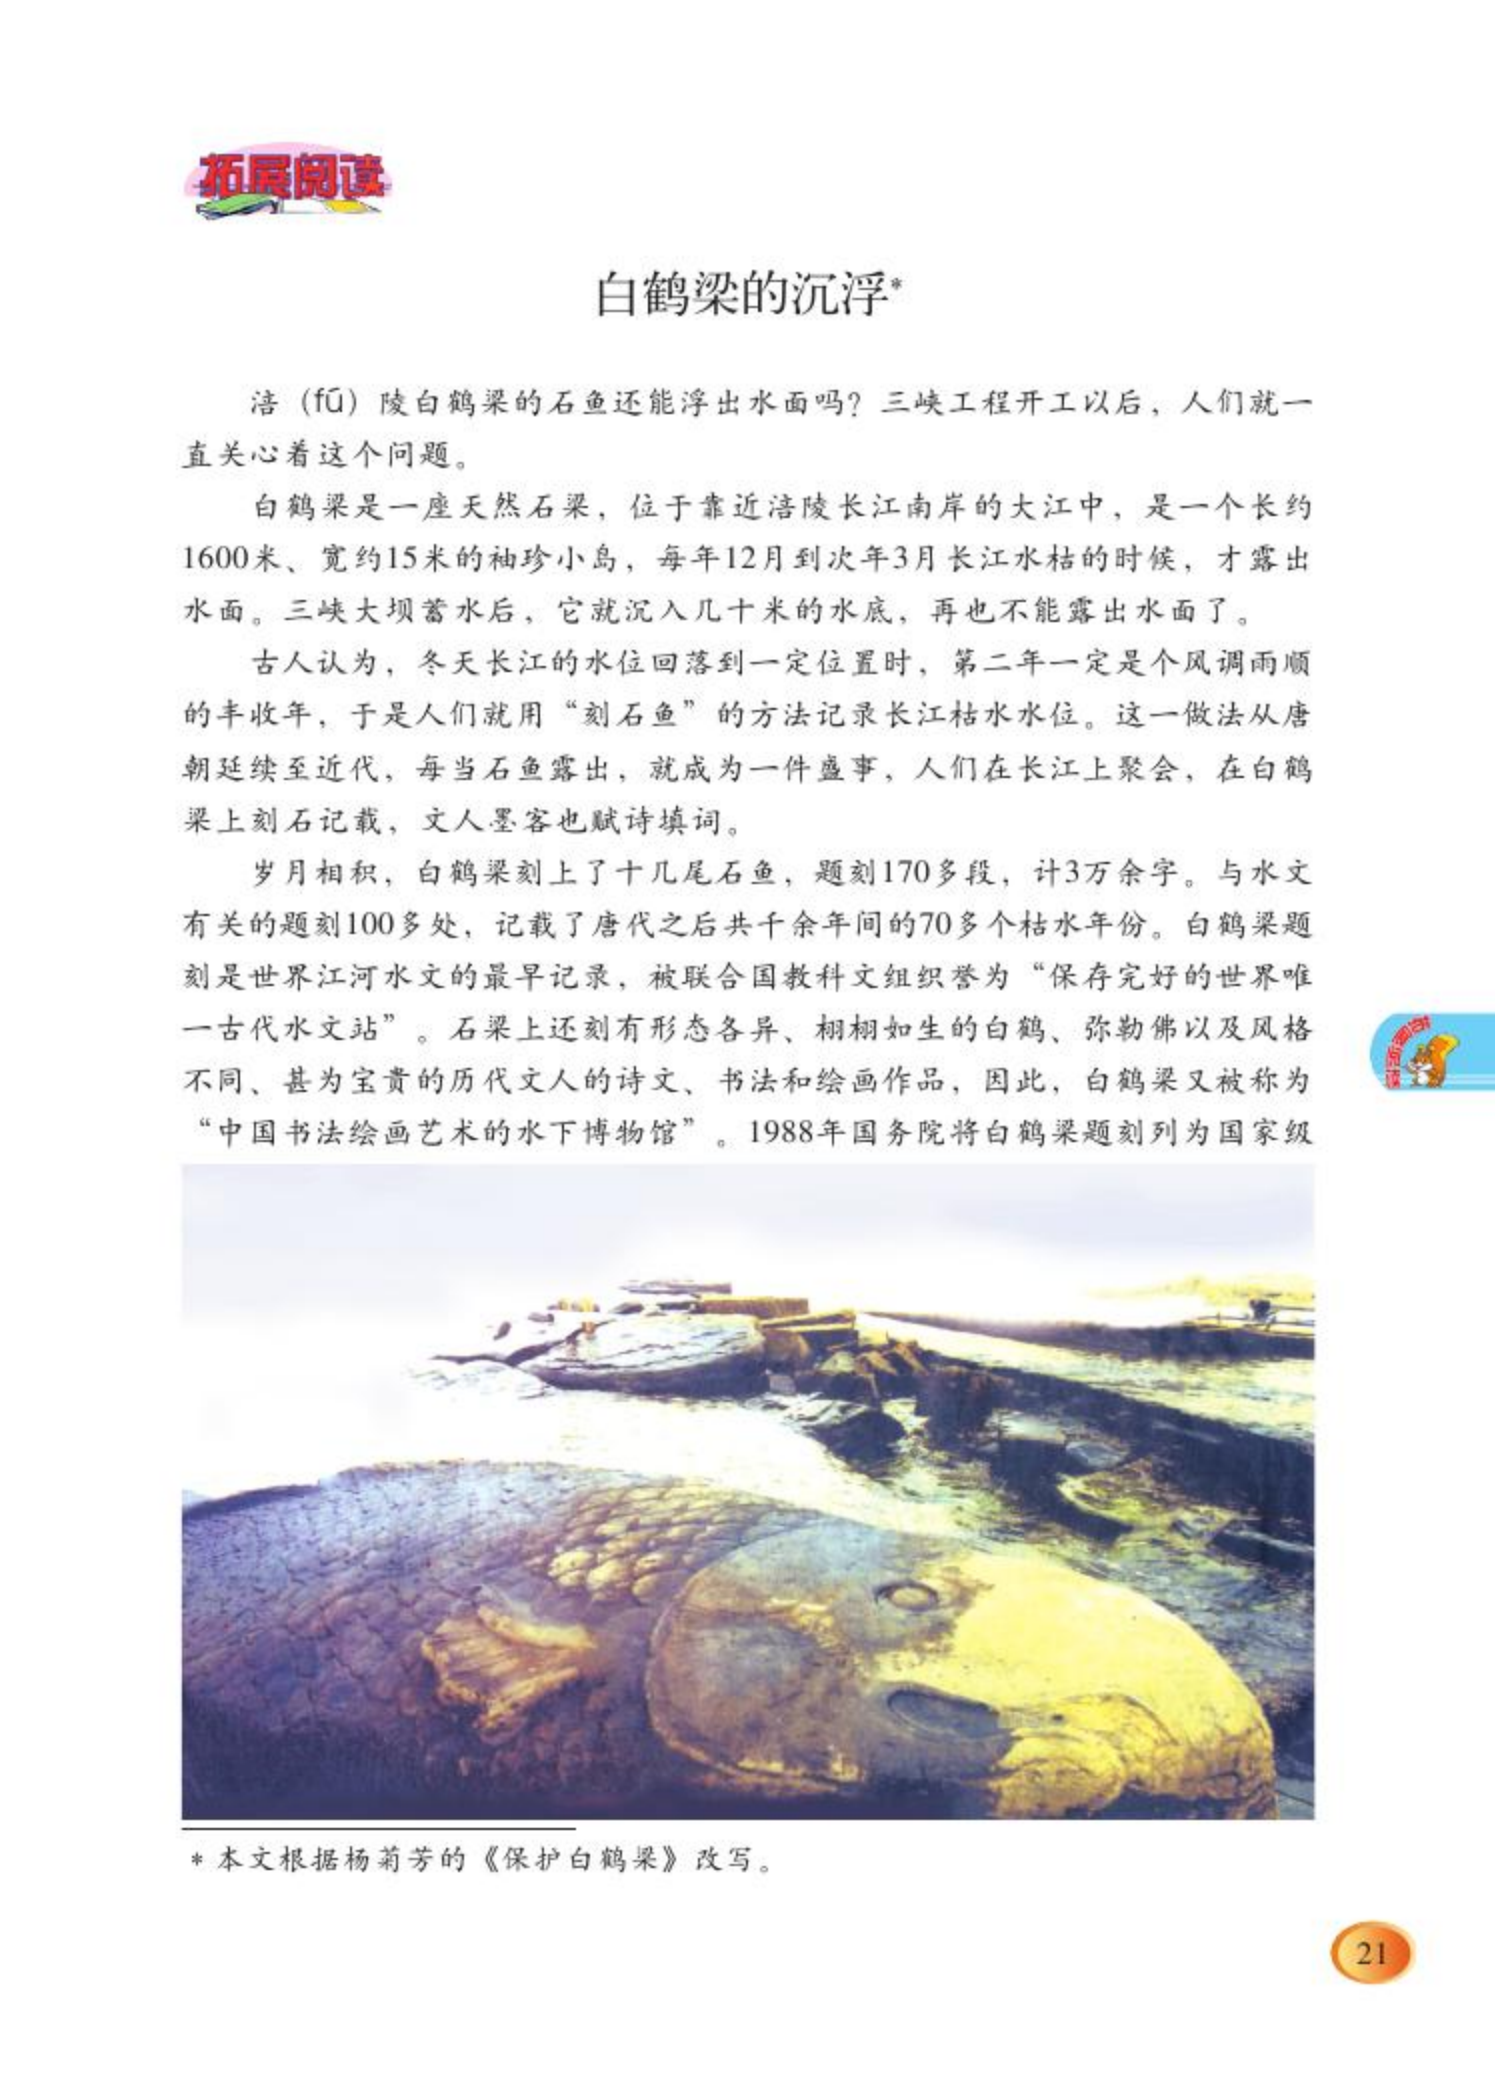 拓展阅读
白鹤梁的沉浮*
涪（fú）陵白鹤梁的石鱼还能浮出水面吗？三峡工程开工以后，人们就一
直关心着这个问题。
白鹤梁是一座天然石梁，位于靠近涪陵长江南岸的大江中，是一个长约
1600米、宽约15米的袖珍小岛，每年12月到次年3月长江水枯的时候，才露出
水面。三峡大坝蓄水后，它就沉入几十米的水底，再也不能露出水面了。
古人认为，冬天长江的水位回落到一定位置时，第二年一定是个风调雨顺
的丰收年，于是人们就用“刻石鱼”的方法记录长江枯水水位。这一做法从唐
朝延续至近代，每当石鱼露出，就成为一件盛事，人们在长江上聚会，在白鹤
梁上刻石记载，文人墨客也赋诗填词。
岁月相积，白鹤梁刻上了十几尾石鱼，题刻170多段，计3万余字。与水文
有关的题刻100多处，记载了唐代之后共千余年间的70多个枯水年份。白鹤梁题
刻是世界江河水文的最早记录，被联合国教科文组织誉为“保存完好的世界唯
一古代水文站”。石梁上还刻有形态各异、栩栩如生的白鹤、弥勒佛以及风格
不同、甚为宝贵的历代文人的诗文、书法和绘画作品，因此，白鹤梁又被称为
“中国书法绘画艺术的水下博物馆”。1988年国务院将白鹤梁题刻列为国家级
拓展阅读
* 本文根据杨菊芳的《保护白鹤梁》改写。
21